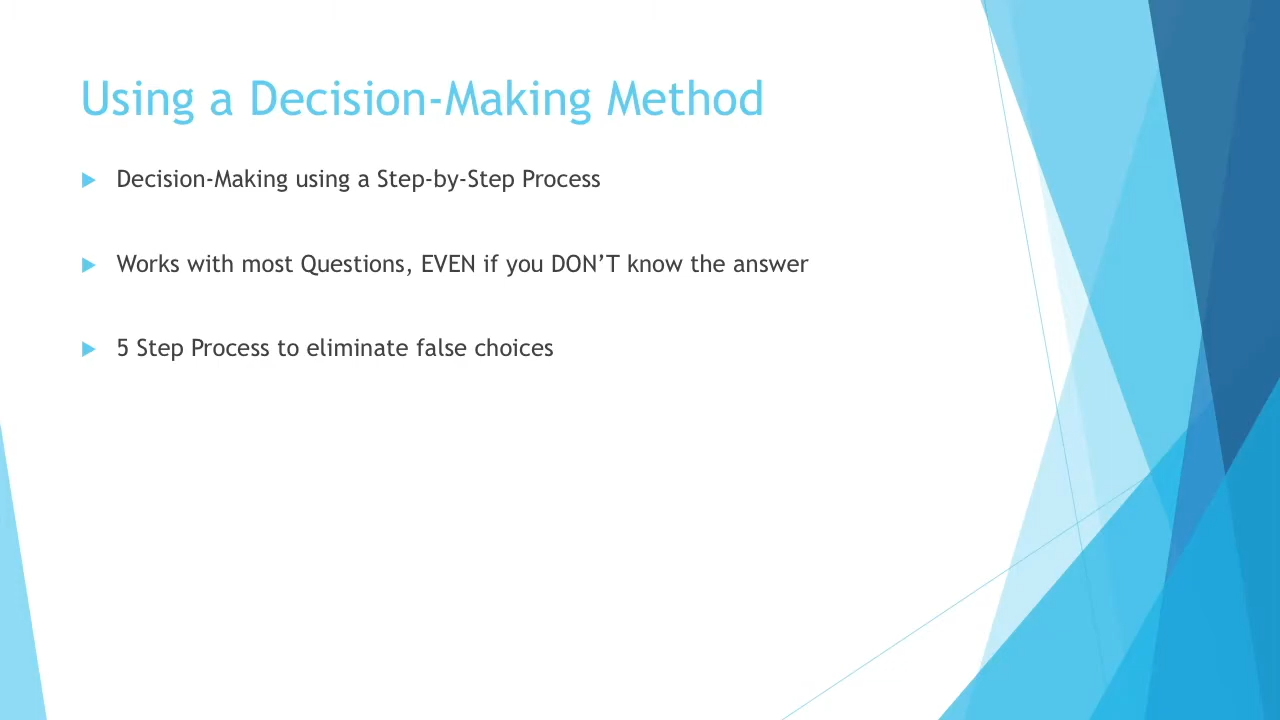 Using a Decision-Making Method
Decision-Making using a Step-by-Step Process
Works with most Questions, EVEN if you DON’T know the answer
5 Step Process to eliminate false choices